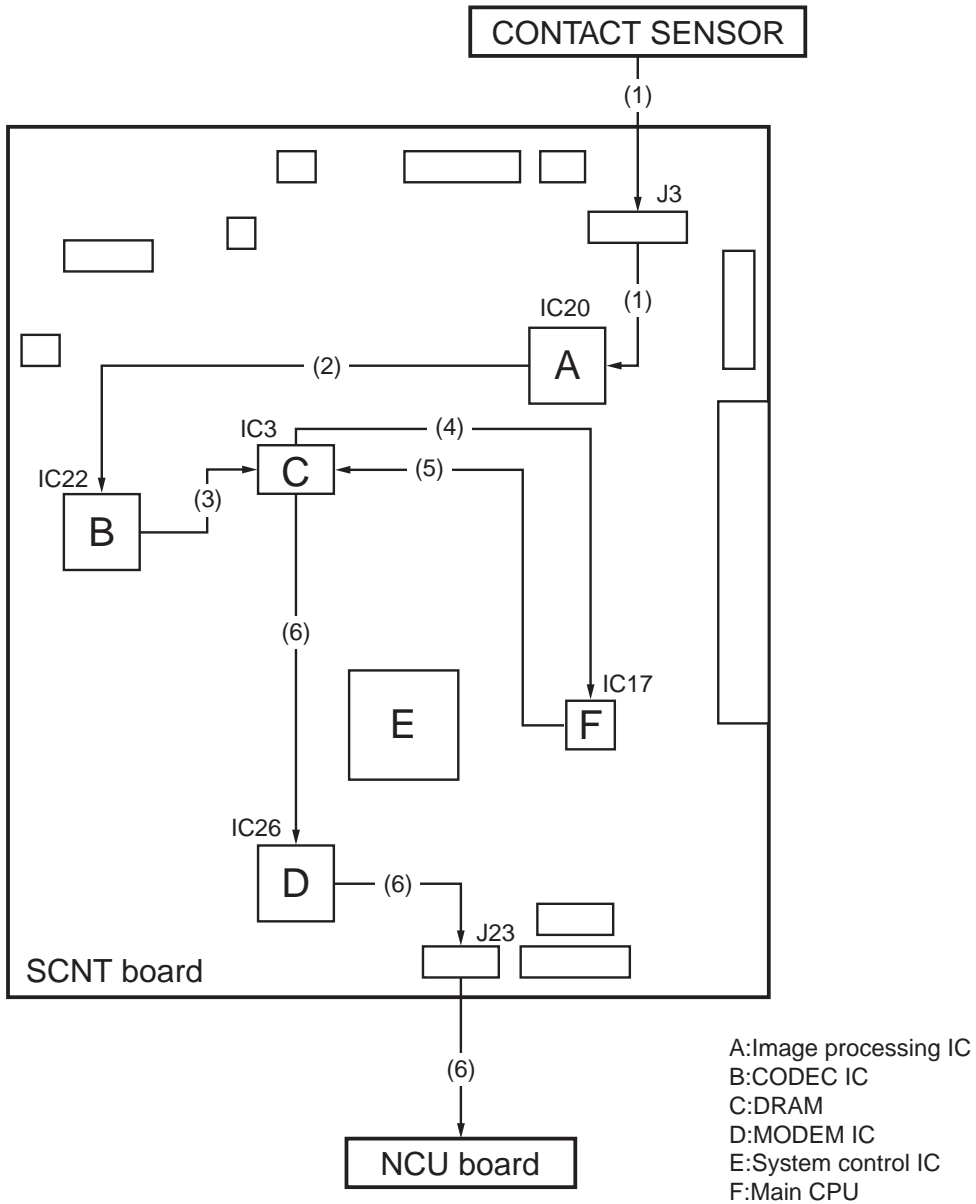 CONTACT SENSOR
(1)
J3
(1)
IC20
A
(2)
IC3
(4)
C
(5)
IC22
(3)
B
(6)
IC17
E
F
IC26
D
(6)
J23
SCNT board
(6)
NCU board
A:Image processing IC
B:CODEC IC
C:DRAM
D:MODEM IC
E:System control IC
F:Main CPU